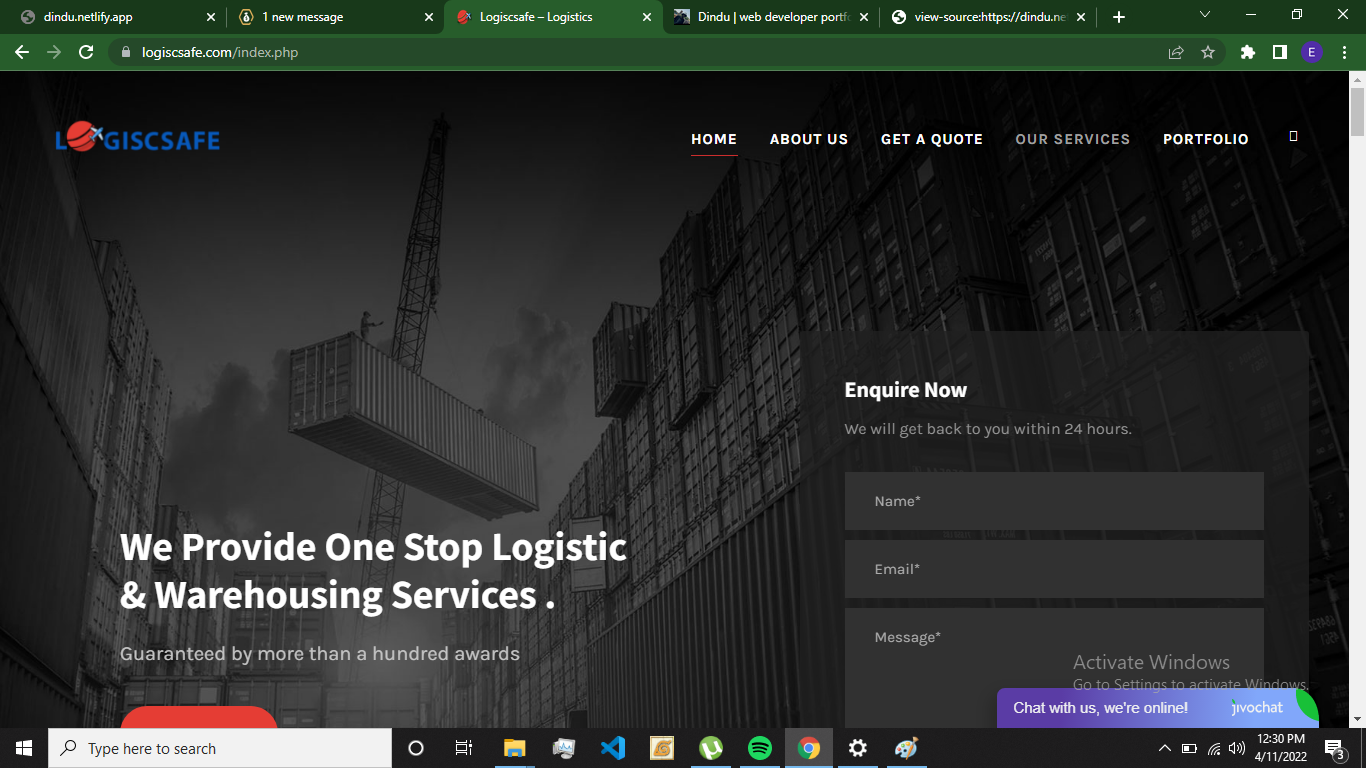 dindu.netlify.app
1 new message
Logiscsafe – Logistics
Dindu | web developer portfo
view-source:https://dindu.ne
logiscsafe.com/index.php
E
LOGISCSAFE
HOME
ABOUT US
GET A QUOTE
OUR SERVICES
PORTFOLIO
We Provide One Stop Logistic
& Warehousing Services .
Guaranteed by more than a hundred awards
Enquire Now
We will get back to you within 24 hours.
Name*
Email*
Message*
Activate Windows
Go to Settings to activate Windows.
Chat with us, we're online!
jivochat
Type here to search
12:30 PM
4/11/2022
3